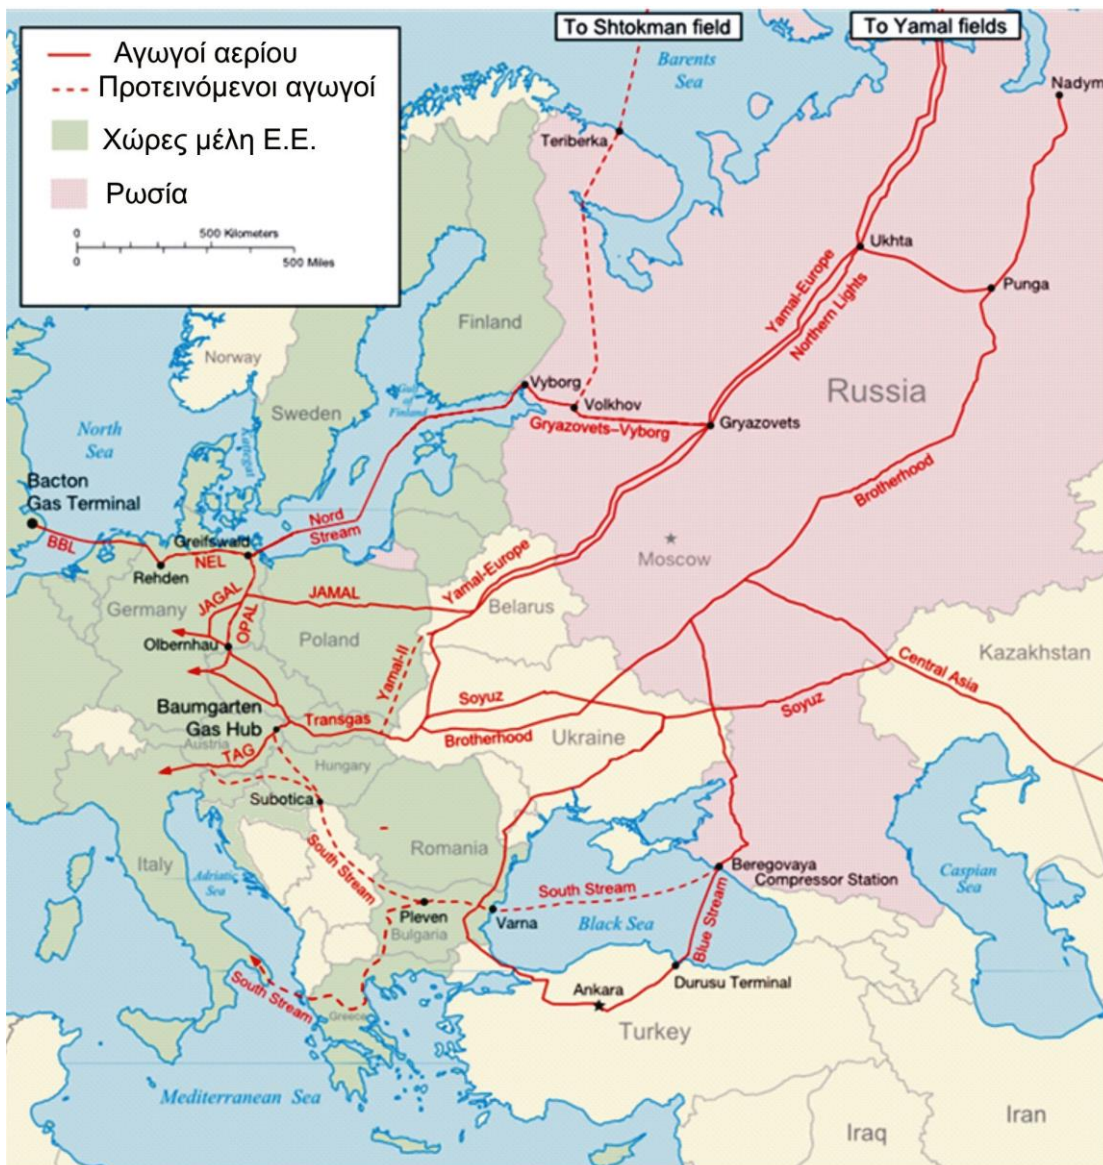 To Shtokman field
To Yamal fields
Αγωγοί αερίου
Προτεινόμενοι αγωγοί
Χώρες μέλη Ε.Ε.
Ρωσία
0 500 Kilometers
0 500 Miles
Barents
Sea
Nadym
Teriberka
Ukhta
Punga
Yamal-Europe
Northern Lights
Finland
Norway
Sweden
Gulf
of
Finland
Vyborg
Volkhov
Gryazovets–Vyborg
Gryazovets
Russia
North
Sea
Kattegat
Bacton
Gas Terminal
BBL
Greifswald
NEL
Rehden
Nord
Stream
Brotherhood
Moscow
JAGAL
Germany
OPAL
JAMAL
Yamal-Europe
Belarus
Poland
Olbernhau
Yamal-II
Kazakhstan
Central Asia
Baumgarten
Gas Hub
Transgas
Soyuz
Soyuz
Brotherhood
Ukraine
Austria
TAG
Hungary
Subotica
Italy
Adriatic
Sea
South Stream
Romania
Beregovaya
Compressor Station
Caspian
Sea
South Stream
Pleven
Varna
Black Sea
Blue Stream
Bulgaria
South Stream
Greece
Ankara
Durusu Terminal
Turkey
Mediterranean Sea
Iraq
Iran